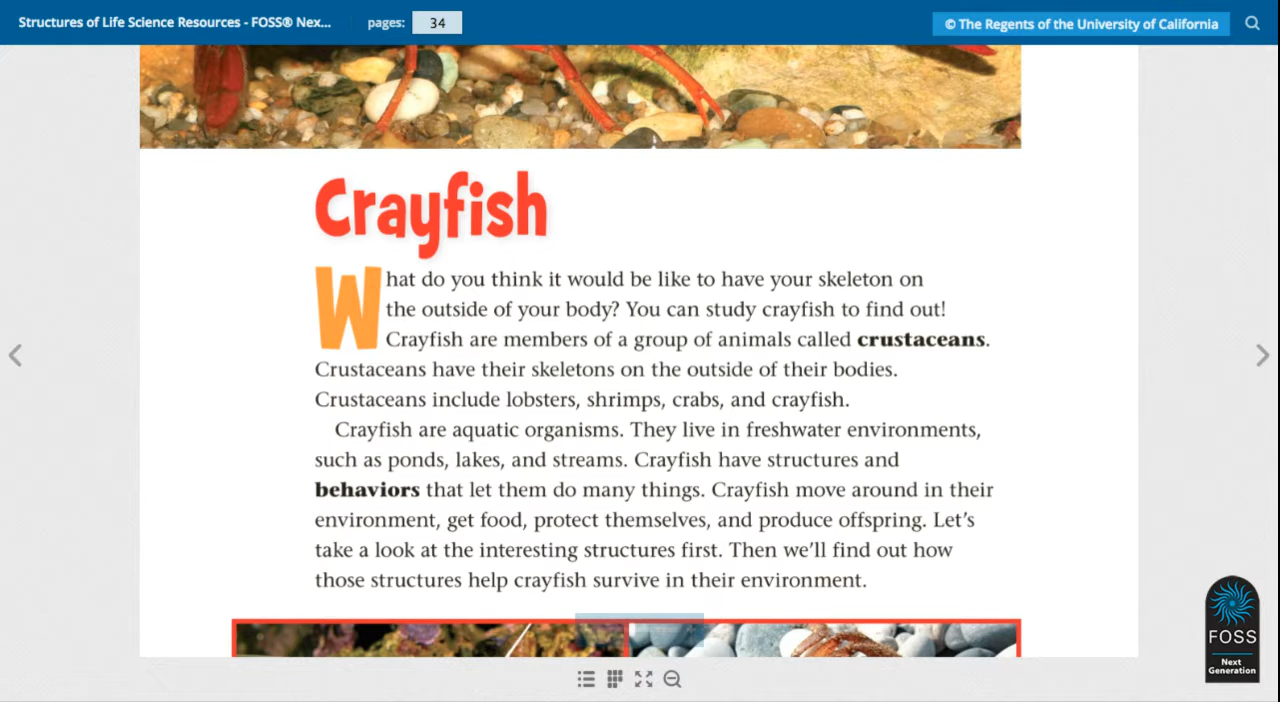 Structures of Life Science Resources - FOSS® Nex...
pages: 34
© The Regents of the University of California
Crayfish
What do you think it would be like to have your skeleton on
the outside of your body? You can study crayfish to find out!
Crayfish are members of a group of animals called crustaceans.
Crustaceans have their skeletons on the outside of their bodies.
Crustaceans include lobsters, shrimps, crabs, and crayfish.
Crayfish are aquatic organisms. They live in freshwater environments,
such as ponds, lakes, and streams. Crayfish have structures and
behaviors that let them do many things. Crayfish move around in their
environment, get food, protect themselves, and produce offspring. Let’s
take a look at the interesting structures first. Then we’ll find out how
those structures help crayfish survive in their environment.
FOSS
Next
Generation